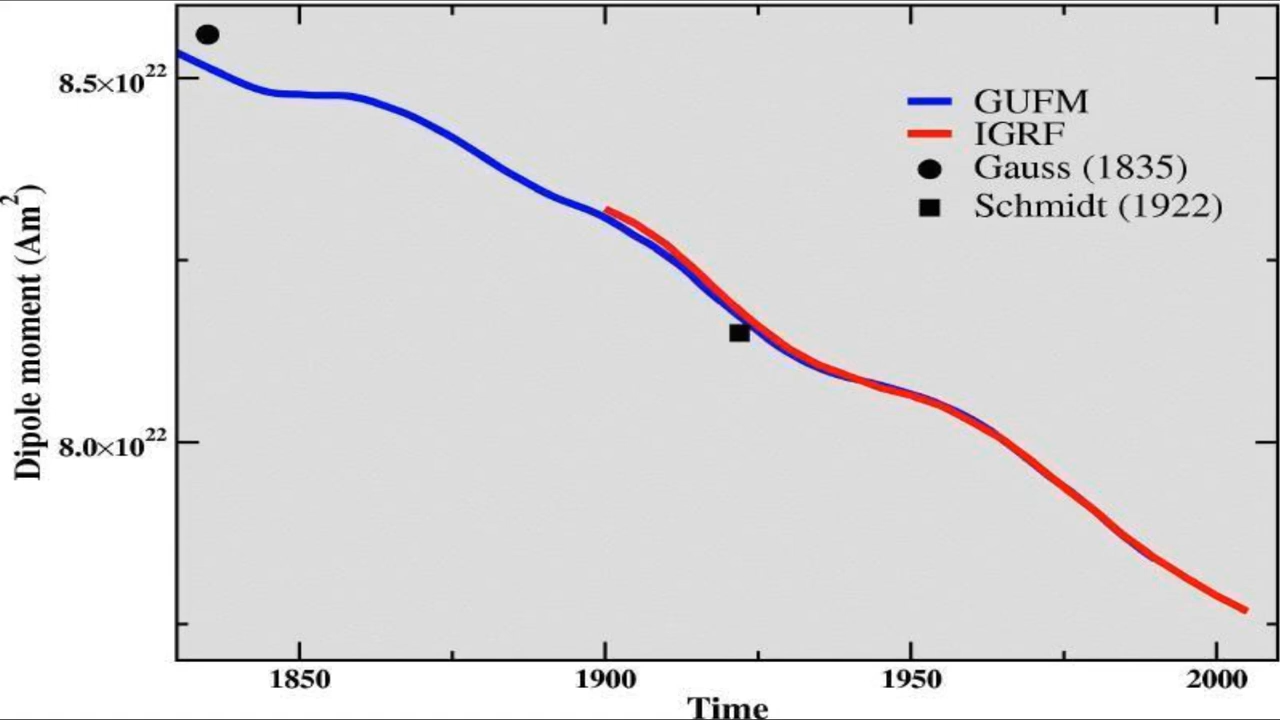 8.5×10²²
8.0×10²²
Dipole moment (Am²)
GUFM
IGRF
Gauss (1835)
Schmidt (1922)
1850
1900
1950
2000
Time